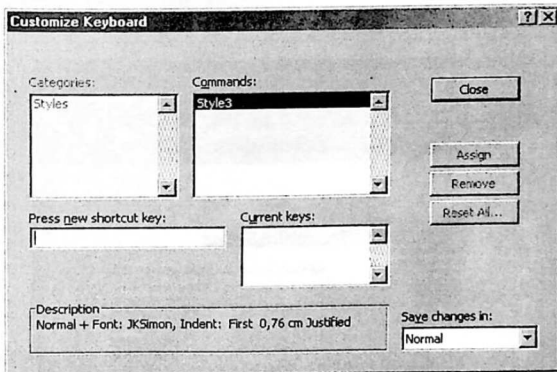 Customize Keyboard
Categories:
Commands:
Styles
Style3
Close
Assign
Remove
Reset All...
Press new shortcut key:
Current keys:
Description
Normal + Font: JKSimon, Indent: First 0,76 cm Justified
Save changes in:
Normal